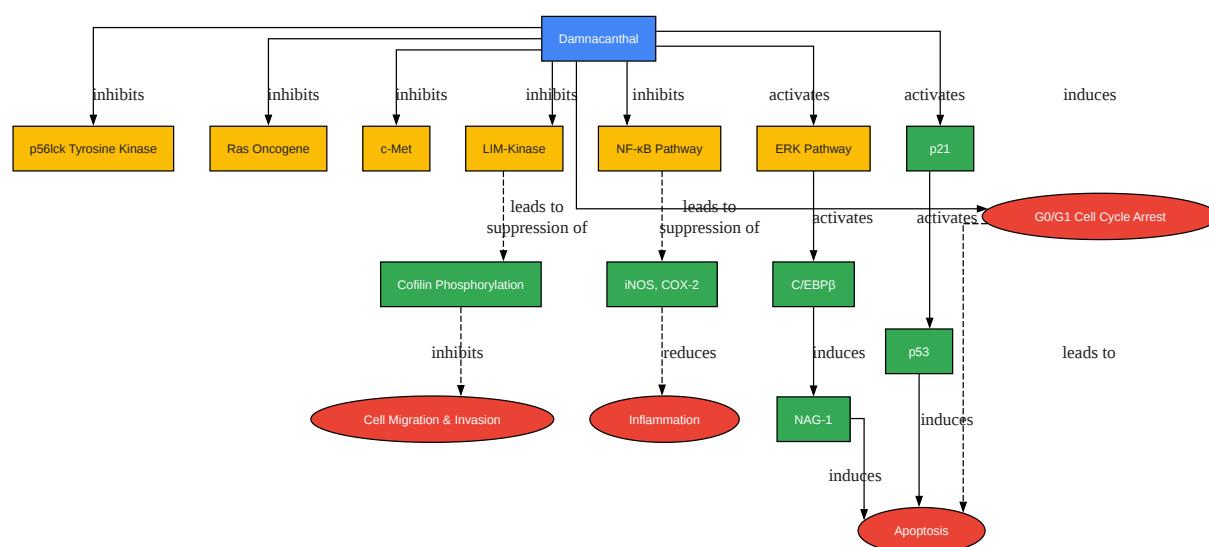 Damnacanthal
inhibits
inhibits
inhibits
inhibits
inhibits
activates
activates
induces
p56lck Tyrosine Kinase
Ras Oncogene
c-Met
LIM-Kinase
NF-κB Pathway
ERK Pathway
p21
leads to
suppression of
leads to
suppression of
activates
activates
G0/G1 Cell Cycle Arrest
Cofilin Phosphorylation
iNOS, COX-2
C/EBPβ
inhibits
reduces
induces
p53
leads to
Cell Migration & Invasion
Inflammation
NAG-1
induces
induces
Apoptosis